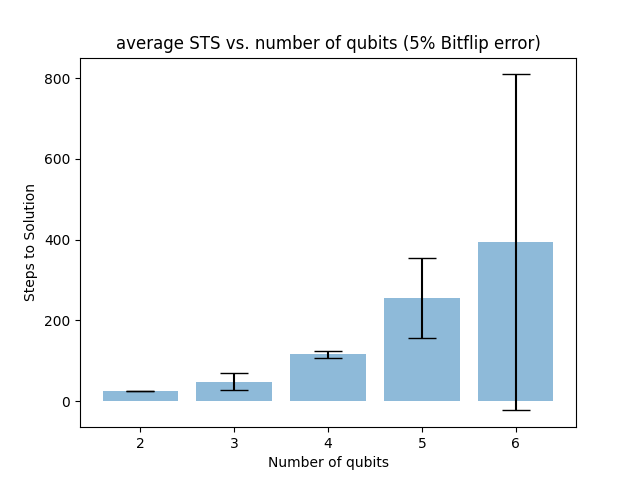 average STS vs. number of qubits (5% Bitflip error)
800
600
400
200
0
Steps to Solution
2 3 4 5 6
Number of qubits